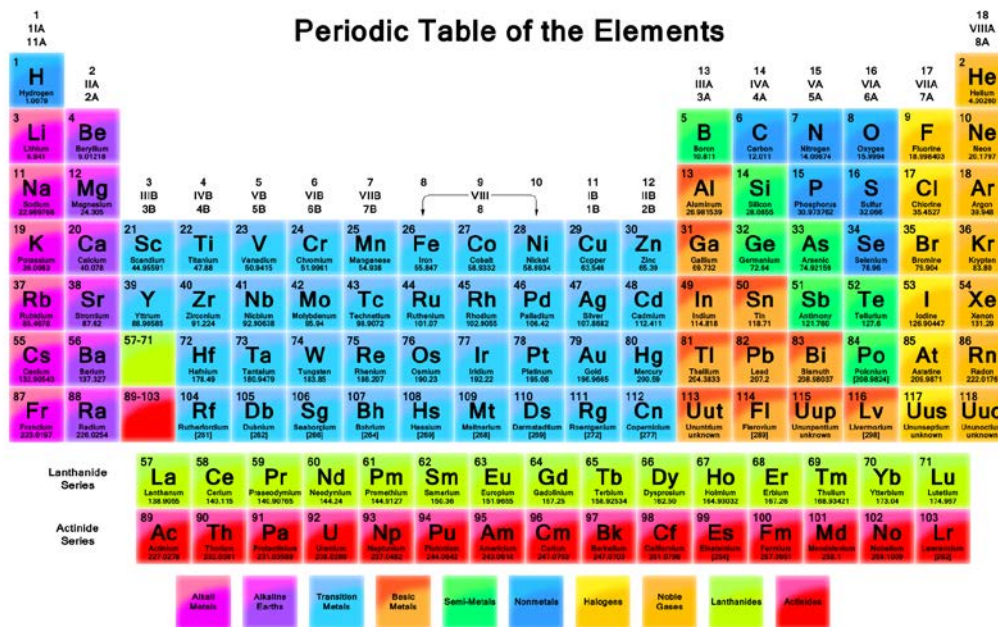 Periodic Table of the Elements
1
1IA
11A
18
VIIIA
8A
2
IIA
2A
13
IIIA
3A
14
IVA
4A
15
VA
5A
16
VIA
6A
17
VIIA
7A
3
IIIB
3B
4
IVB
4B
5
VB
5B
6
VIB
6B
7
VIIB
7B
8 9 10
VIII
8
11
IB
1B
12
IIB
2B
1 2
H He
Hydrogen Helium
1.0079 4.00260
3 4 5 6 7 8 9 10
Li Be B C N O F Ne
Lithium Beryllium Boron Carbon Nitrogen Oxygen Fluorine Neon
6.941 9.01218 10.811 12.011 14.00674 15.9994 18.998403 20.1797
11 12 13 14 15 16 17 18
Na Mg Al Si P S Cl Ar
Sodium Magnesium Aluminum Silicon Phosphorus Sulfur Chlorine Argon
22.989768 24.305 26.981539 28.0855 30.973762 32.066 35.4527 39.948
19 20 21 22 23 24 25 26 27 28 29 30 31 32 33 34 35 36
K Ca Sc Ti V Cr Mn Fe Co Ni Cu Zn Ga Ge As Se Br Kr
Potassium Calcium Scandium Titanium Vanadium Chromium Manganese Iron Cobalt Nickel Copper Zinc Gallium Germanium Arsenic Selenium Bromine Krypton
39.0983 40.078 44.95591 47.88 50.9415 51.9961 54.938 55.847 58.9332 58.6934 63.546 65.39 69.732 72.64 74.92159 78.96 79.904 83.80
37 38 39 40 41 42 43 44 45 46 47 48 49 50 51 52 53 54
Rb Sr Y Zr Nb Mo Tc Ru Rh Pd Ag Cd In Sn Sb Te I Xe
Rubidium Strontium Yttrium Zirconium Niobium Molybdenum Technetium Ruthenium Rhodium Palladium Silver Cadmium Indium Tin Antimony Tellurium Iodine Xenon
85.4678 87.62 88.90585 91.224 92.90638 95.94 98.9072 101.07 102.9055 106.42 107.8682 112.411 114.818 118.71 121.760 127.6 126.90447 131.29
55 56 57-71 72 73 74 75 76 77 78 79 80 81 82 83 84 85 86
Cs Ba Hf Ta W Re Os Ir Pt Au Hg Tl Pb Bi Po At Rn
Cesium Barium Hafnium Tantalum Tungsten Rhenium Osmium Iridium Platinum Gold Mercury Thallium Lead Bismuth Polonium Astatine Radon
132.90543 137.327 178.49 180.9479 183.85 186.207 190.23 192.22 195.08 196.9665 200.59 204.3833 207.2 208.98037 [208.9824] 209.9871 222.0176
87 88 89-103 104 105 106 107 108 109 110 111 112 113 114 115 116 117 118
Fr Ra Rf Db Sg Bh Hs Mt Ds Rg Cn Uut Fl Uup Lv Uus Uuo
Francium Radium Rutherfordium Dubnium Seaborgium Bohrium Hassium Meitnerium Darmstadtium Roentgenium Copernicium Ununtrium Flerovium Ununpentium Livermorium Ununseptium Ununoctium
223.0197 226.0254 [261] [262] [266] [264] [269] [268] [269] [272] [277] unknown [289] unknown [298] unknown unknown
Lanthanide
Series
57 58 59 60 61 62 63 64 65 66 67 68 69 70 71
La Ce Pr Nd Pm Sm Eu Gd Tb Dy Ho Er Tm Yb Lu
Lanthanum Cerium Praseodymium Neodymium Promethium Samarium Europium Gadolinium Terbium Dysprosium Holmium Erbium Thulium Ytterbium Lutetium
138.9055 140.115 140.90765 144.24 144.9127 150.36 151.9655 157.25 158.92534 162.50 164.93032 167.26 168.93421 173.04 174.967
Actinide
Series
89 90 91 92 93 94 95 96 97 98 99 100 101 102 103
Ac Th Pa U Np Pu Am Cm Bk Cf Es Fm Md No Lr
Actinium Thorium Protactinium Uranium Neptunium Plutonium Americium Curium Berkelium Californium Einsteinium Fermium Mendelevium Nobelium Lawrencium
Alkali
Metals
Alkaline
Earths
Transition
Metals
Basic
Metals
Semi-Metals
Nonmetals
Halogens
Noble
Gases
Lanthanides
Actinides